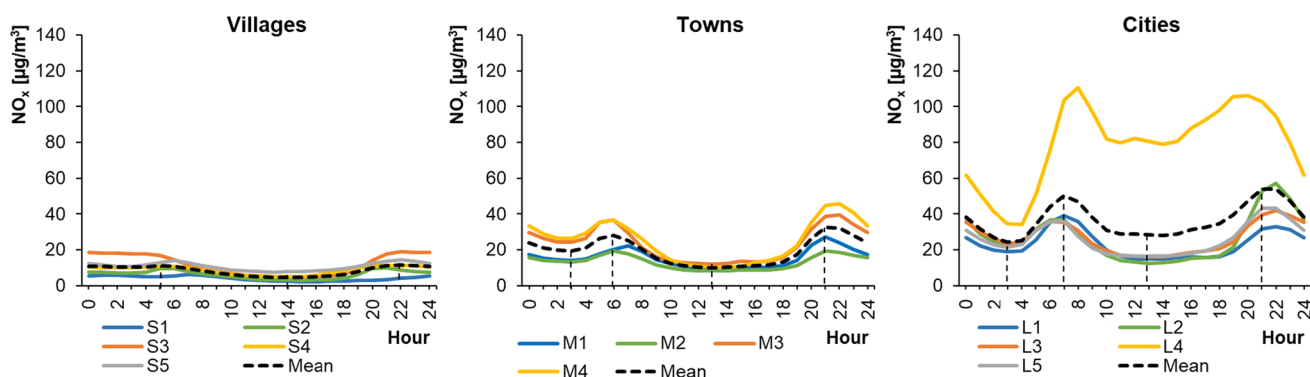 Villages
NOx [µg/m³]
140
120
100
80
60
40
20
0
0 2 4 6 8 10 12 14 16 18 20 22 24
Hour
S1 S2
S3 S4
S5 Mean
Towns
NOx [µg/m³]
140
120
100
80
60
40
20
0
0 2 4 6 8 10 12 14 16 18 20 22 24
Hour
M1 M2 M3
M4 Mean
Cities
NOx [µg/m³]
140
120
100
80
60
40
20
0
0 2 4 6 8 10 12 14 16 18 20 22 24
Hour
L1 L2
L3 L4
L5 Mean